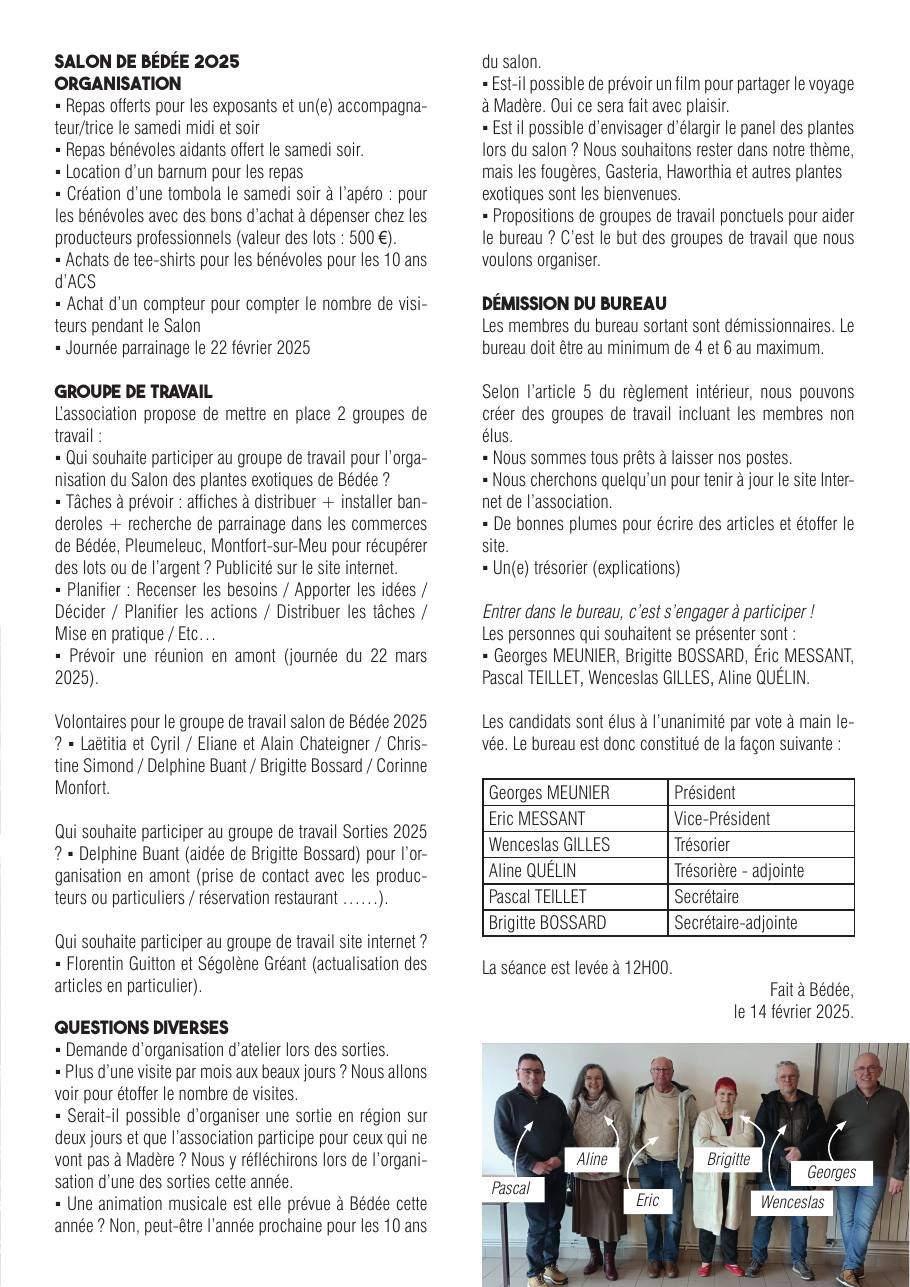 SALON DE BÉDÉE 2025
ORGANISATION
▪ Repas offerts pour les exposants et un(e) accompagna-
teur/trice le samedi midi et soir
▪ Repas bénévoles aidants offert le samedi soir.
▪ Location d’un barnum pour les repas
▪ Création d’une tombola le samedi soir à l’apéro : pour
les bénévoles avec des bons d’achat à dépenser chez les
producteurs professionnels (valeur des lots : 500 €).
▪ Achats de tee-shirts pour les bénévoles pour les 10 ans
d’ACS
▪ Achat d’un compteur pour compter le nombre de visi-
teurs pendant le Salon
▪ Journée parrainage le 22 février 2025
GROUPE DE TRAVAIL
L’association propose de mettre en place 2 groupes de
travail :
▪ Qui souhaite participer au groupe de travail pour l’orga-
nisation du Salon des plantes exotiques de Bédée ?
▪ Tâches à prévoir : affiches à distribuer + installer ban-
deroles + recherche de parrainage dans les commerces
de Bédée, Pleumeleuc, Montfort-sur-Meu pour récupérer
des lots ou de l’argent ? Publicité sur le site internet.
▪ Planifier : Recenser les besoins / Apporter les idées /
Décider / Planifier les actions / Distribuer les tâches /
Mise en pratique / Etc…
▪ Prévoir une réunion en amont (journée du 22 mars
2025).
Volontaires pour le groupe de travail salon de Bédée 2025
? ▪ Laëtitia et Cyril / Eliane et Alain Chateigner / Chris-
tine Simond / Delphine Buant / Brigitte Bossard / Corinne
Monfort.
Qui souhaite participer au groupe de travail Sorties 2025
? ▪ Delphine Buant (aidée de Brigitte Bossard) pour l’or-
ganisation en amont (prise de contact avec les produc-
teurs ou particuliers / réservation restaurant ……).
Qui souhaite participer au groupe de travail site internet ?
▪ Florentin Guitton et Ségolène Gréant (actualisation des
articles en particulier).
QUESTIONS DIVERSES
▪ Demande d’organisation d’atelier lors des sorties.
▪ Plus d’une visite par mois aux beaux jours ? Nous allons
voir pour étoffer le nombre de visites.
▪ Serait-il possible d’organiser une sortie en région sur
deux jours et que l’association participe pour ceux qui ne
vont pas à Madère ? Nous y réfléchirons lors de l’organi-
sation d’une des sorties cette année.
▪ Une animation musicale est elle prévue à Bédée cette
année ? Non, peut-être l’année prochaine pour les 10 ans
du salon.
▪ Est-il possible de prévoir un film pour partager le voyage
à Madère. Oui ce sera fait avec plaisir.
▪ Est il possible d’envisager d’élargir le panel des plantes
lors du salon ? Nous souhaitons rester dans notre thème,
mais les fougères, Gasteria, Haworthia et autres plantes
exotiques sont les bienvenues.
▪ Propositions de groupes de travail ponctuels pour aider
le bureau ? C’est le but des groupes de travail que nous
voulons organiser.
DÉMISSION DU BUREAU
Les membres du bureau sortant sont démissionnaires. Le
bureau doit être au minimum de 4 et 6 au maximum.
Selon l’article 5 du règlement intérieur, nous pouvons
créer des groupes de travail incluant les membres non
élus.
▪ Nous sommes tous prêts à laisser nos postes.
▪ Nous cherchons quelqu’un pour tenir à jour le site Inter-
net de l’association.
▪ De bonnes plumes pour écrire des articles et étoffer le
site.
▪ Un(e) trésorier (explications)
Entrer dans le bureau, c’est s’engager à participer !
Les personnes qui souhaitent se présenter sont :
▪ Georges MEUNIER, Brigitte BOSSARD, Éric MESSANT,
Pascal TEILLET, Wenceslas GILLES, Aline QUÉLIN.
Les candidats sont élus à l’unanimité par vote à main le-
vée. Le bureau est donc constitué de la façon suivante :
Georges MEUNIER Président
Eric MESSANT Vice-Président
Wenceslas GILLES Trésorier
Aline QUÉLIN Trésorière - adjointe
Pascal TEILLET Secrétaire
Brigitte BOSSARD Secrétaire-adjointe
La séance est levée à 12H00.
Fait à Bédée,
le 14 février 2025.
Pascal
Aline
Eric
Brigitte
Wenceslas
Georges